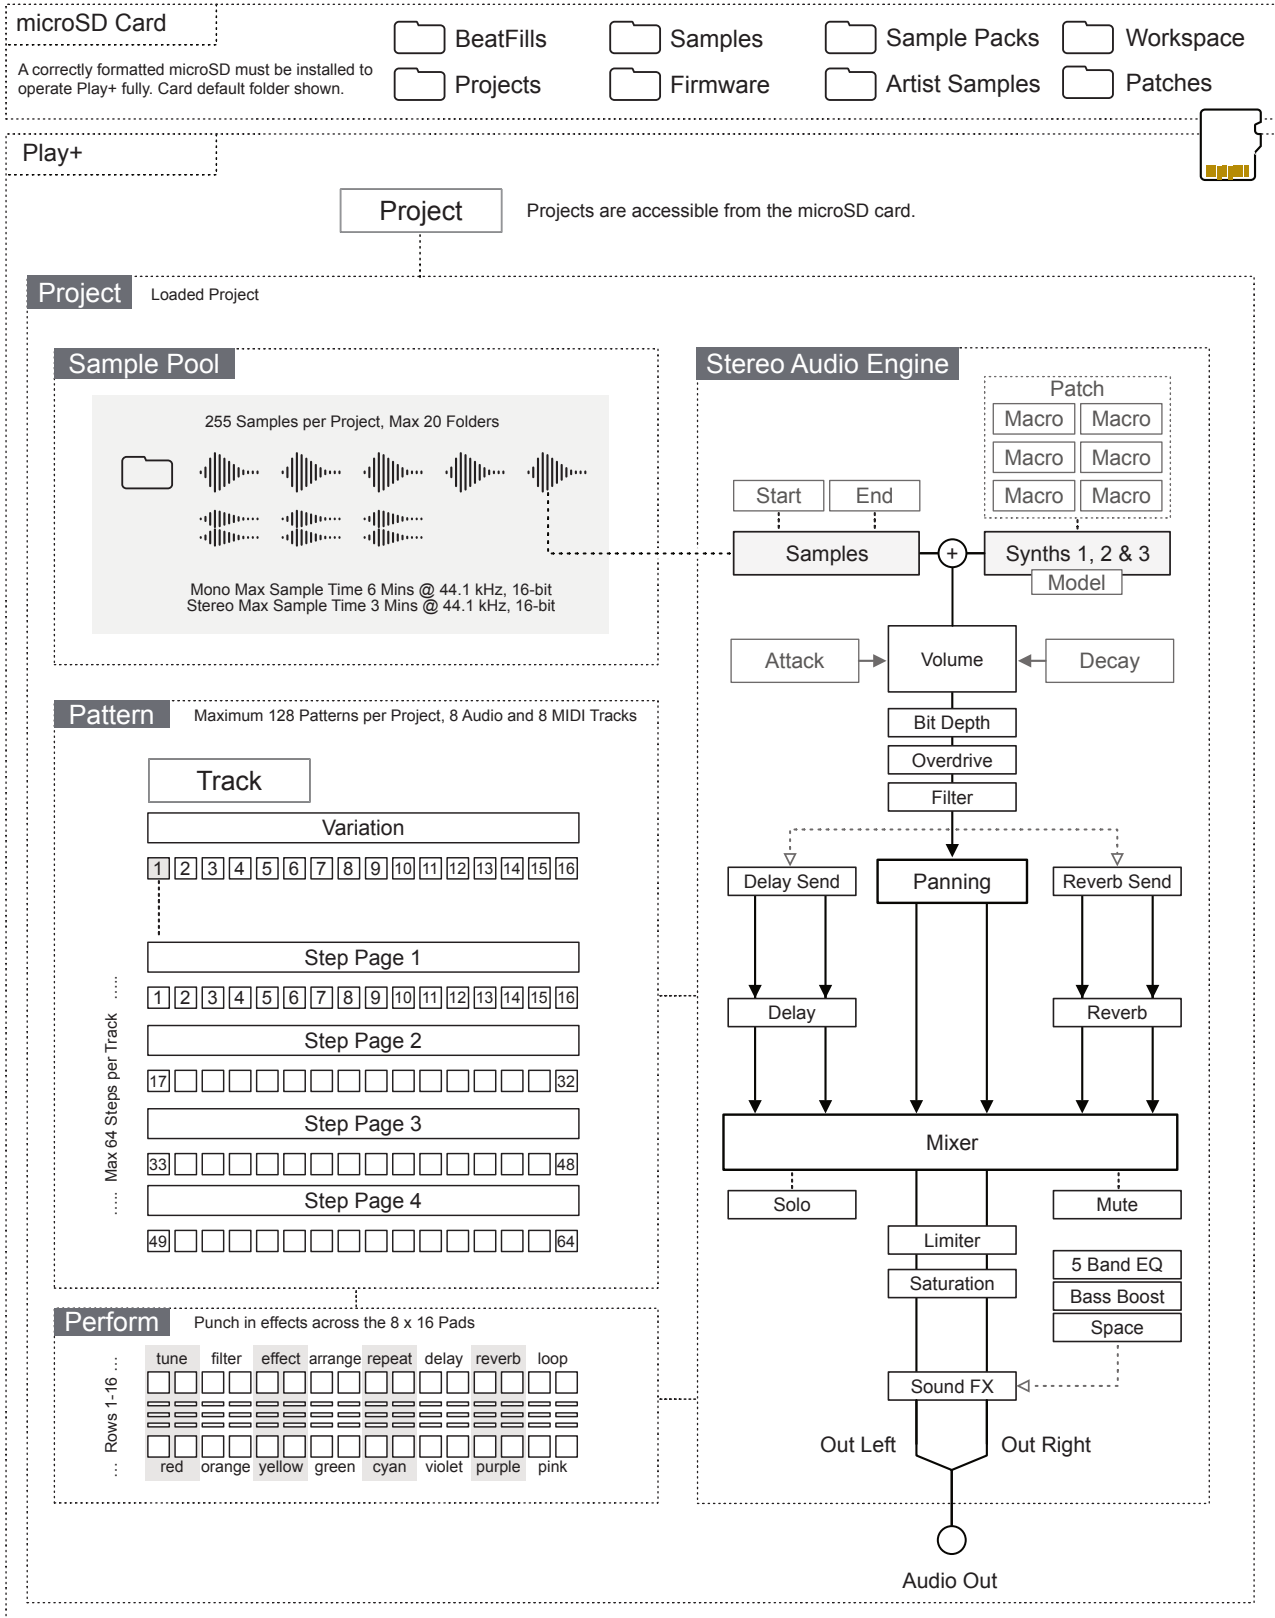 microSD Card
A correctly formatted microSD must be installed to
operate Play+ fully. Card default folder shown.
BeatFills
Samples
Sample Packs
Workspace
Projects
Firmware
Artist Samples
Patches
Play+
Project
Projects are accessible from the microSD card.
Project
Loaded Project
Sample Pool
255 Samples per Project, Max 20 Folders
Mono Max Sample Time 6 Mins @ 44.1 kHz, 16-bit
Stereo Max Sample Time 3 Mins @ 44.1 kHz, 16-bit
Pattern
Maximum 128 Patterns per Project, 8 Audio and 8 MIDI Tracks
Track
Variation
1 2 3 4 5 6 7 8 9 10 11 12 13 14 15 16
...... Max 64 Steps per Track ......
Step Page 1
1 2 3 4 5 6 7 8 9 10 11 12 13 14 15 16
Step Page 2
17 32
Step Page 3
33 48
Step Page 4
49 64
Perform
Punch in effects across the 8 x 16 Pads
... Rows 1-16 ...
tune filter effect arrange repeat delay reverb loop
red orange yellow green cyan violet purple pink
Stereo Audio Engine
Patch
Macro Macro
Macro Macro
Macro Macro
Start End
Samples
+
Synths 1, 2 & 3
Model
Attack
Volume
Decay
Bit Depth
Overdrive
Filter
Delay Send
Panning
Reverb Send
Delay
Reverb
Mixer
Solo
Mute
Limiter
Saturation
5 Band EQ
Bass Boost
Space
Sound FX
Out Left
Out Right
Audio Out